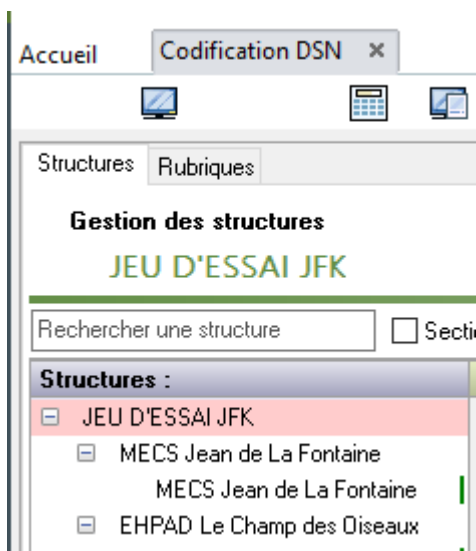 Accueil
Codification DSN
Structures
Rubriques
Gestion des structures
JEU D'ESSAI JFK
Rechercher une structure
Structures :
JEU D'ESSAI JFK
MECS Jean de La Fontaine
MECS Jean de La Fontaine
EHPAD Le Champ des Oiseaux